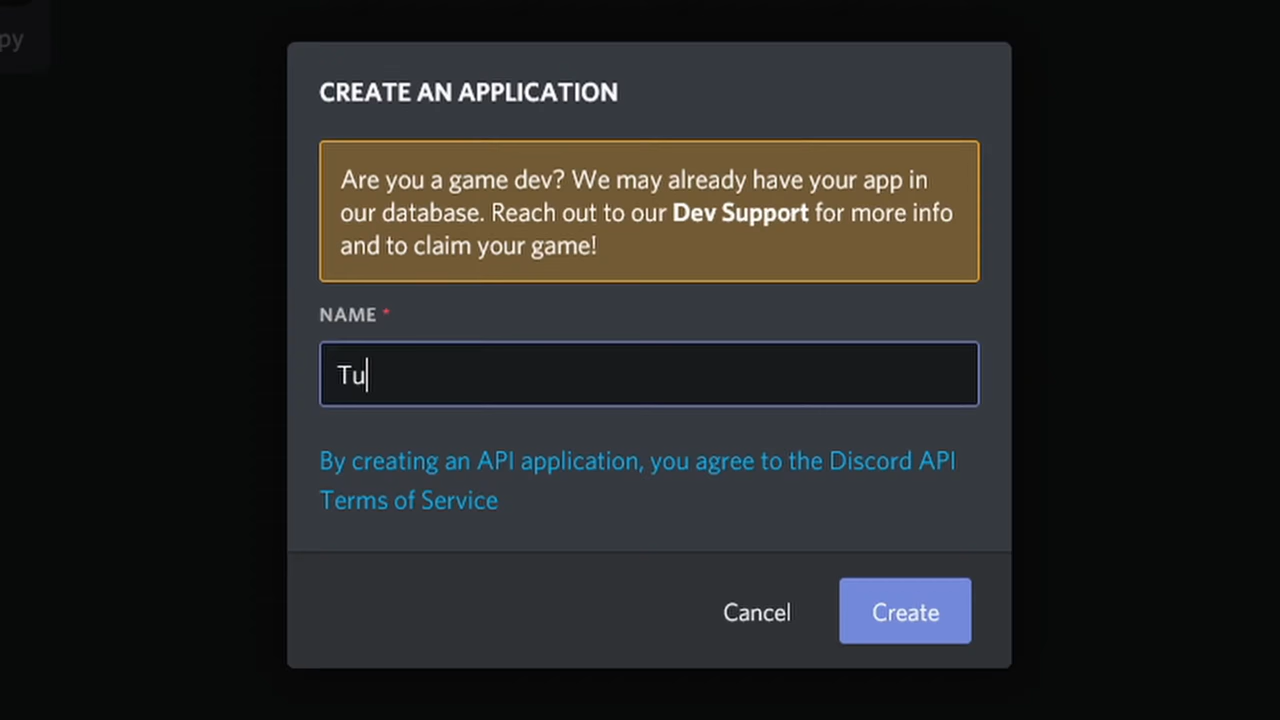 py
CREATE AN APPLICATION
Are you a game dev? We may already have your app in
our database. Reach out to our Dev Support for more info
and to claim your game!
NAME *
Tu
By creating an API application, you agree to the Discord API
Terms of Service
Cancel
Create